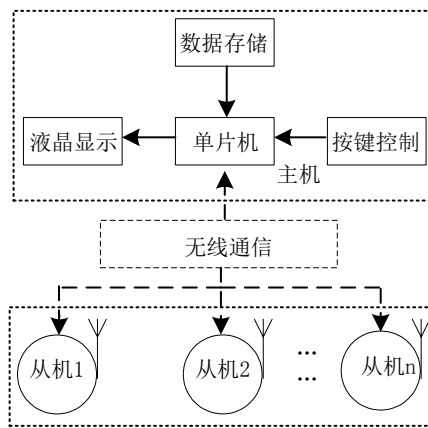 数据存储
液晶显示 单片机 按键控制
主机
无线通信
从机1 从机2 ... 从机n
...